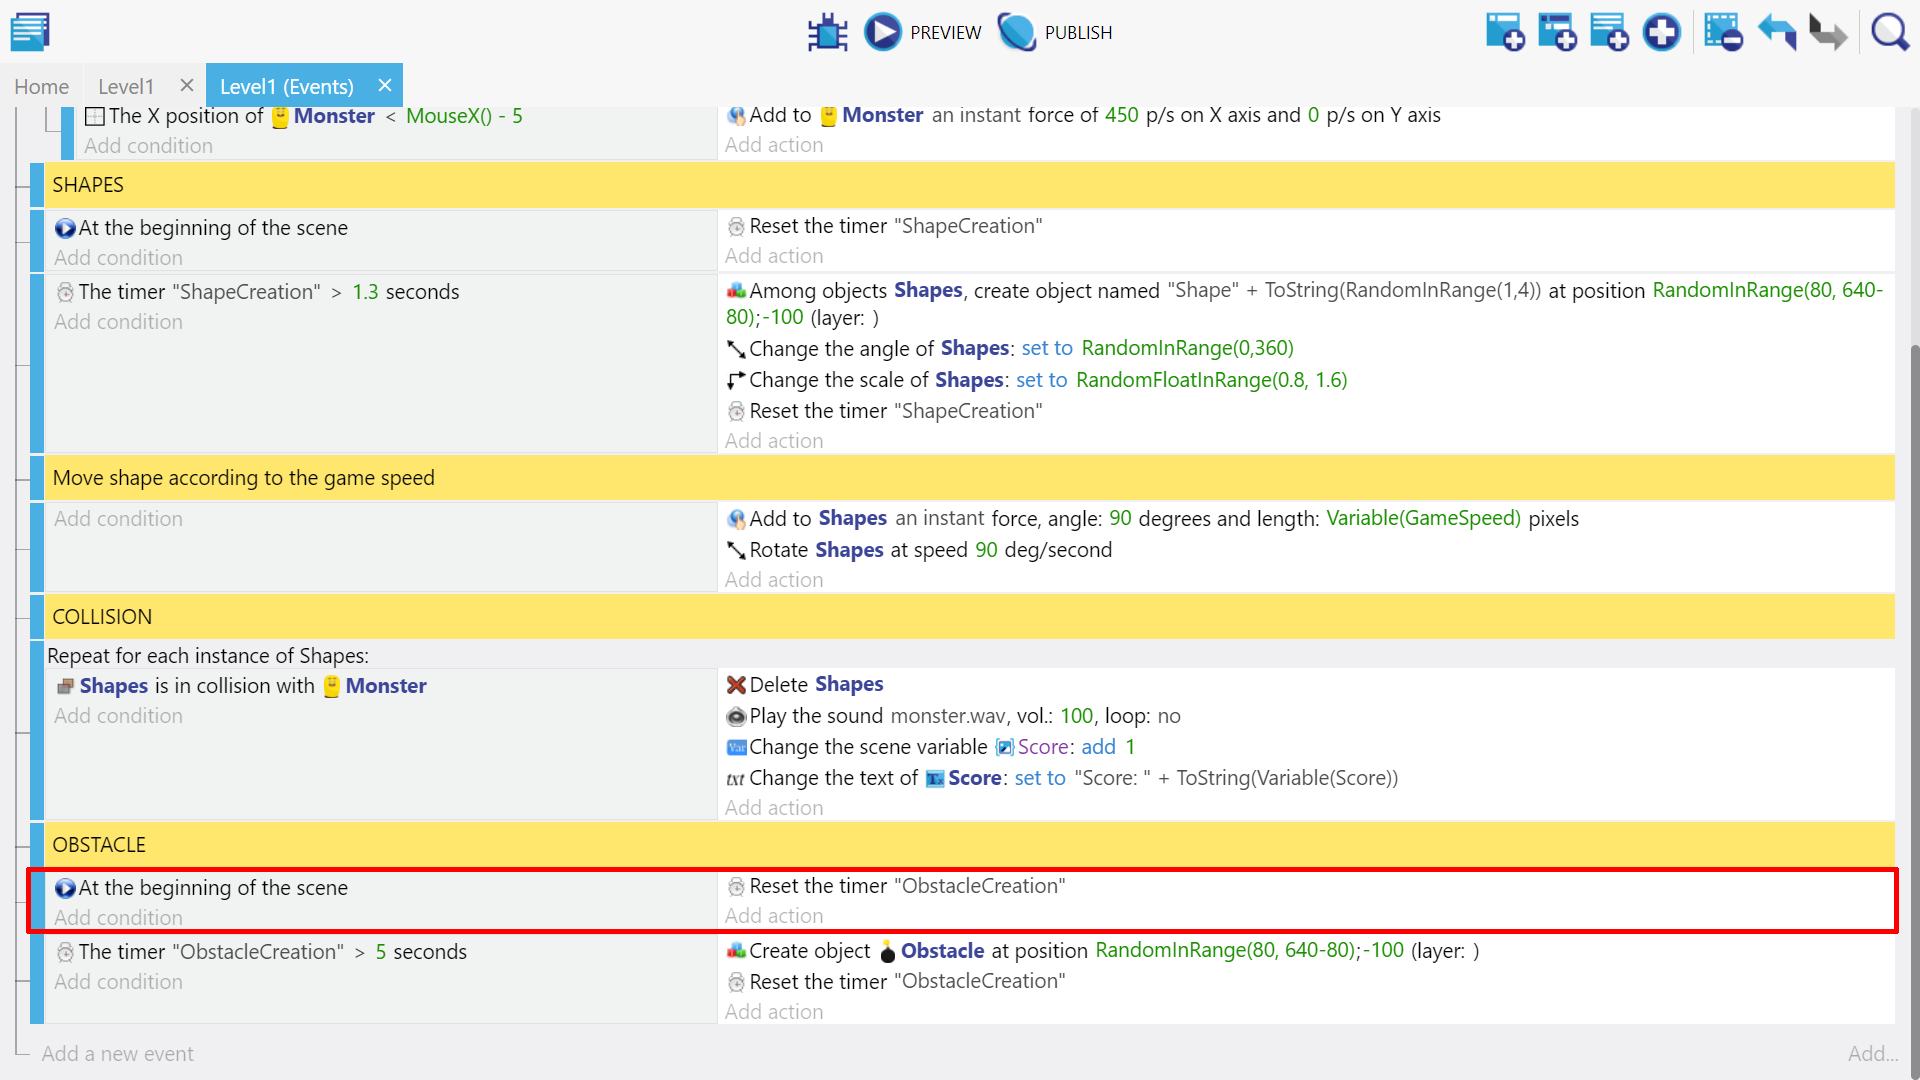 PREVIEW PUBLISH
Home Level1 × Level1 (Events) ×
The X position of Monster < MouseX() - 5
Add to Monster an instant force of 450 p/s on X axis and 0 p/s on Y axis
Add condition
Add action
SHAPES
At the beginning of the scene
Reset the timer "ShapeCreation"
Add condition
Add action
The timer "ShapeCreation" > 1.3 seconds
Among objects Shapes, create object named "Shape" + ToString(RandomInRange(1,4)) at position RandomInRange(80, 640-
80);-100 (layer: )
Add condition
Change the angle of Shapes: set to RandomInRange(0,360)
Change the scale of Shapes: set to RandomFloatInRange(0.8, 1.6)
Reset the timer "ShapeCreation"
Add action
Move shape according to the game speed
Add condition
Add to Shapes an instant force, angle: 90 degrees and length: Variable(GameSpeed) pixels
Rotate Shapes at speed 90 deg/second
Add action
COLLISION
Repeat for each instance of Shapes:
Shapes is in collision with Monster
Add condition
Delete Shapes
Play the sound monster.wav, vol.: 100, loop: no
Var Change the scene variable Score: add 1
txt Change the text of Tx Score: set to "Score: " + ToString(Variable(Score))
Add action
OBSTACLE
At the beginning of the scene
Reset the timer "ObstacleCreation"
Add condition
Add action
The timer "ObstacleCreation" > 5 seconds
Add condition
Create object Obstacle at position RandomInRange(80, 640-80);-100 (layer: )
Reset the timer "ObstacleCreation"
Add action
Add a new event
Add...